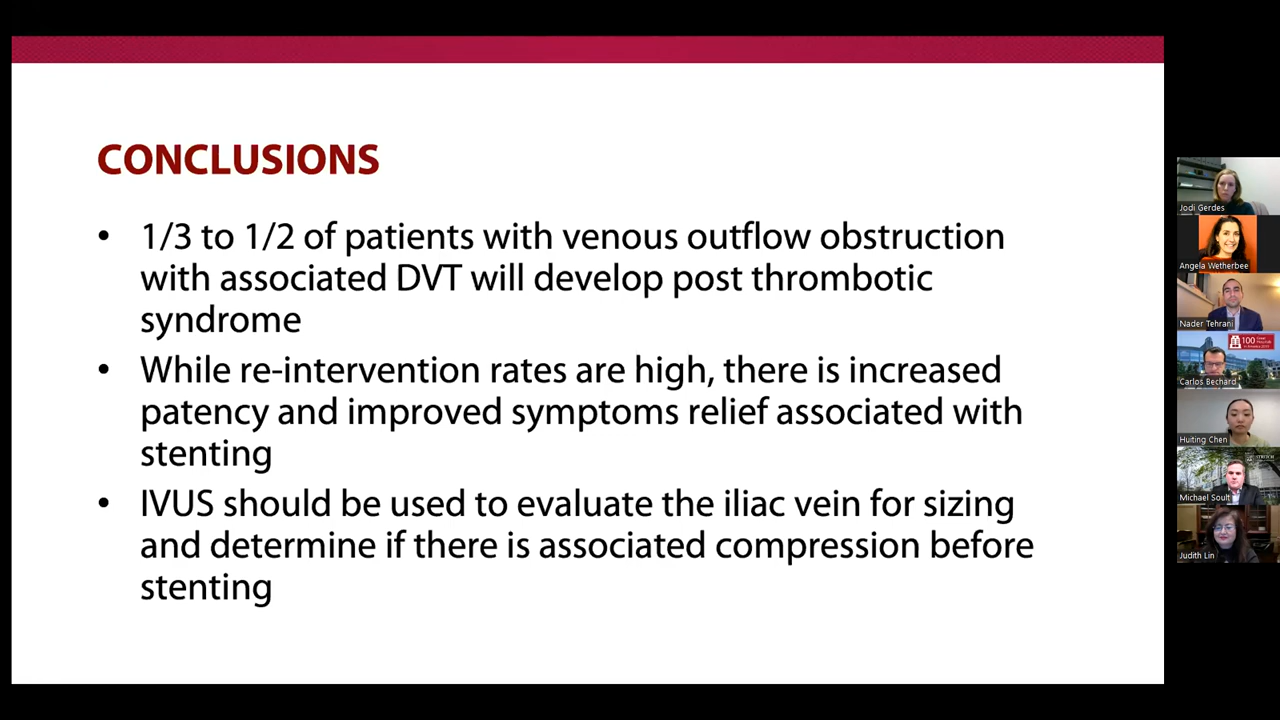 CONCLUSIONS
• 1/3 to 1/2 of patients with venous outflow obstruction
with associated DVT will develop post thrombotic
syndrome
• While re-intervention rates are high, there is increased
patency and improved symptoms relief associated with
stenting
• IVUS should be used to evaluate the iliac vein for sizing
and determine if there is associated compression before
stenting
Jodi Gerdes
Angela Wetherbee
Nader Tehrani
100
Carlos Bechara
Huiting Chen
Michael Soult
Judith Lin